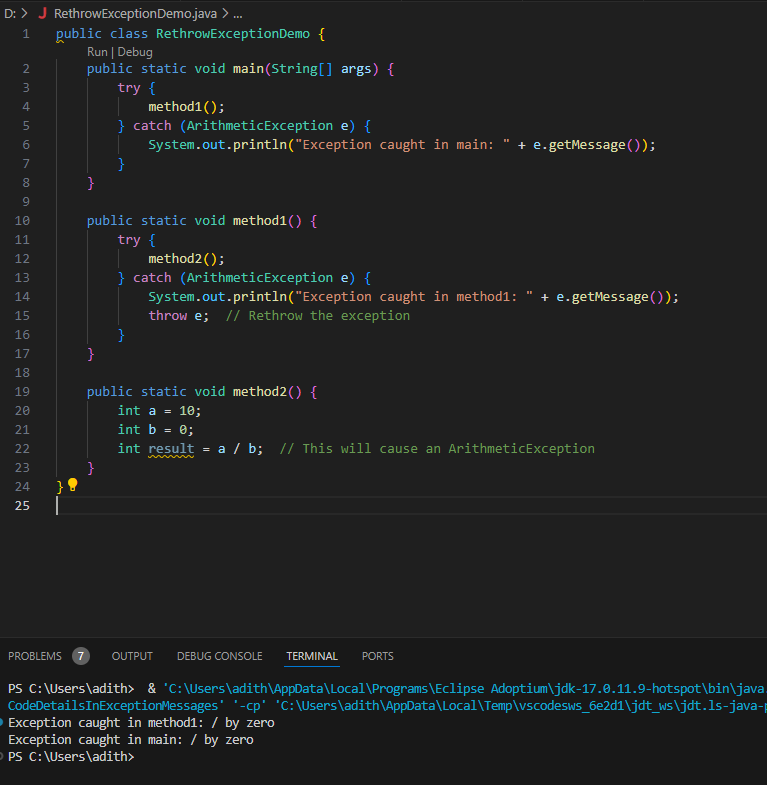 D: > J RethrowExceptionDemo.java > ...
1 public class RethrowExceptionDemo {
Run | Debug
2 public static void main(String[] args) {
3 try {
4 method1();
5 } catch (ArithmeticException e) {
6 System.out.println("Exception caught in main: " + e.getMessage());
7 }
8 }
9
10 public static void method1() {
11 try {
12 method2();
13 } catch (ArithmeticException e) {
14 System.out.println("Exception caught in method1: " + e.getMessage());
15 throw e;  // Rethrow the exception
16 }
17 }
18
19 public static void method2() {
20 int a = 10;
21 int b = 0;
22 int result = a / b;  // This will cause an ArithmeticException
23 }
24 }
25
PROBLEMS 7 OUTPUT DEBUG CONSOLE TERMINAL PORTS
PS C:\Users\adith>  & 'C:\Users\adith\AppData\Local\Programs\Eclipse Adoptium\jdk-17.0.11.9-hotspot\bin\java.
CodeDetailsInExceptionMessages' '-cp' 'C:\Users\adith\AppData\Local\Temp\vscodesws_6e2d1\jdt_ws\jdt.ls-java-p
Exception caught in method1: / by zero
Exception caught in main: / by zero
PS C:\Users\adith>